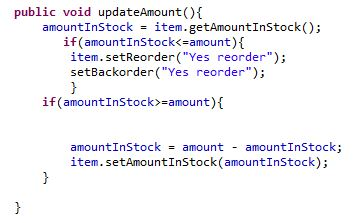 public void updateAmount(){
amountInStock = item.getAmountInStock();
if(amountInStock<=amount){
item.setReorder("Yes reorder");
setBackorder("Yes reorder");
}
if(amountInStock>=amount){
amountInStock = amount - amountInStock;
item.setAmountInStock(amountInStock);
}
}